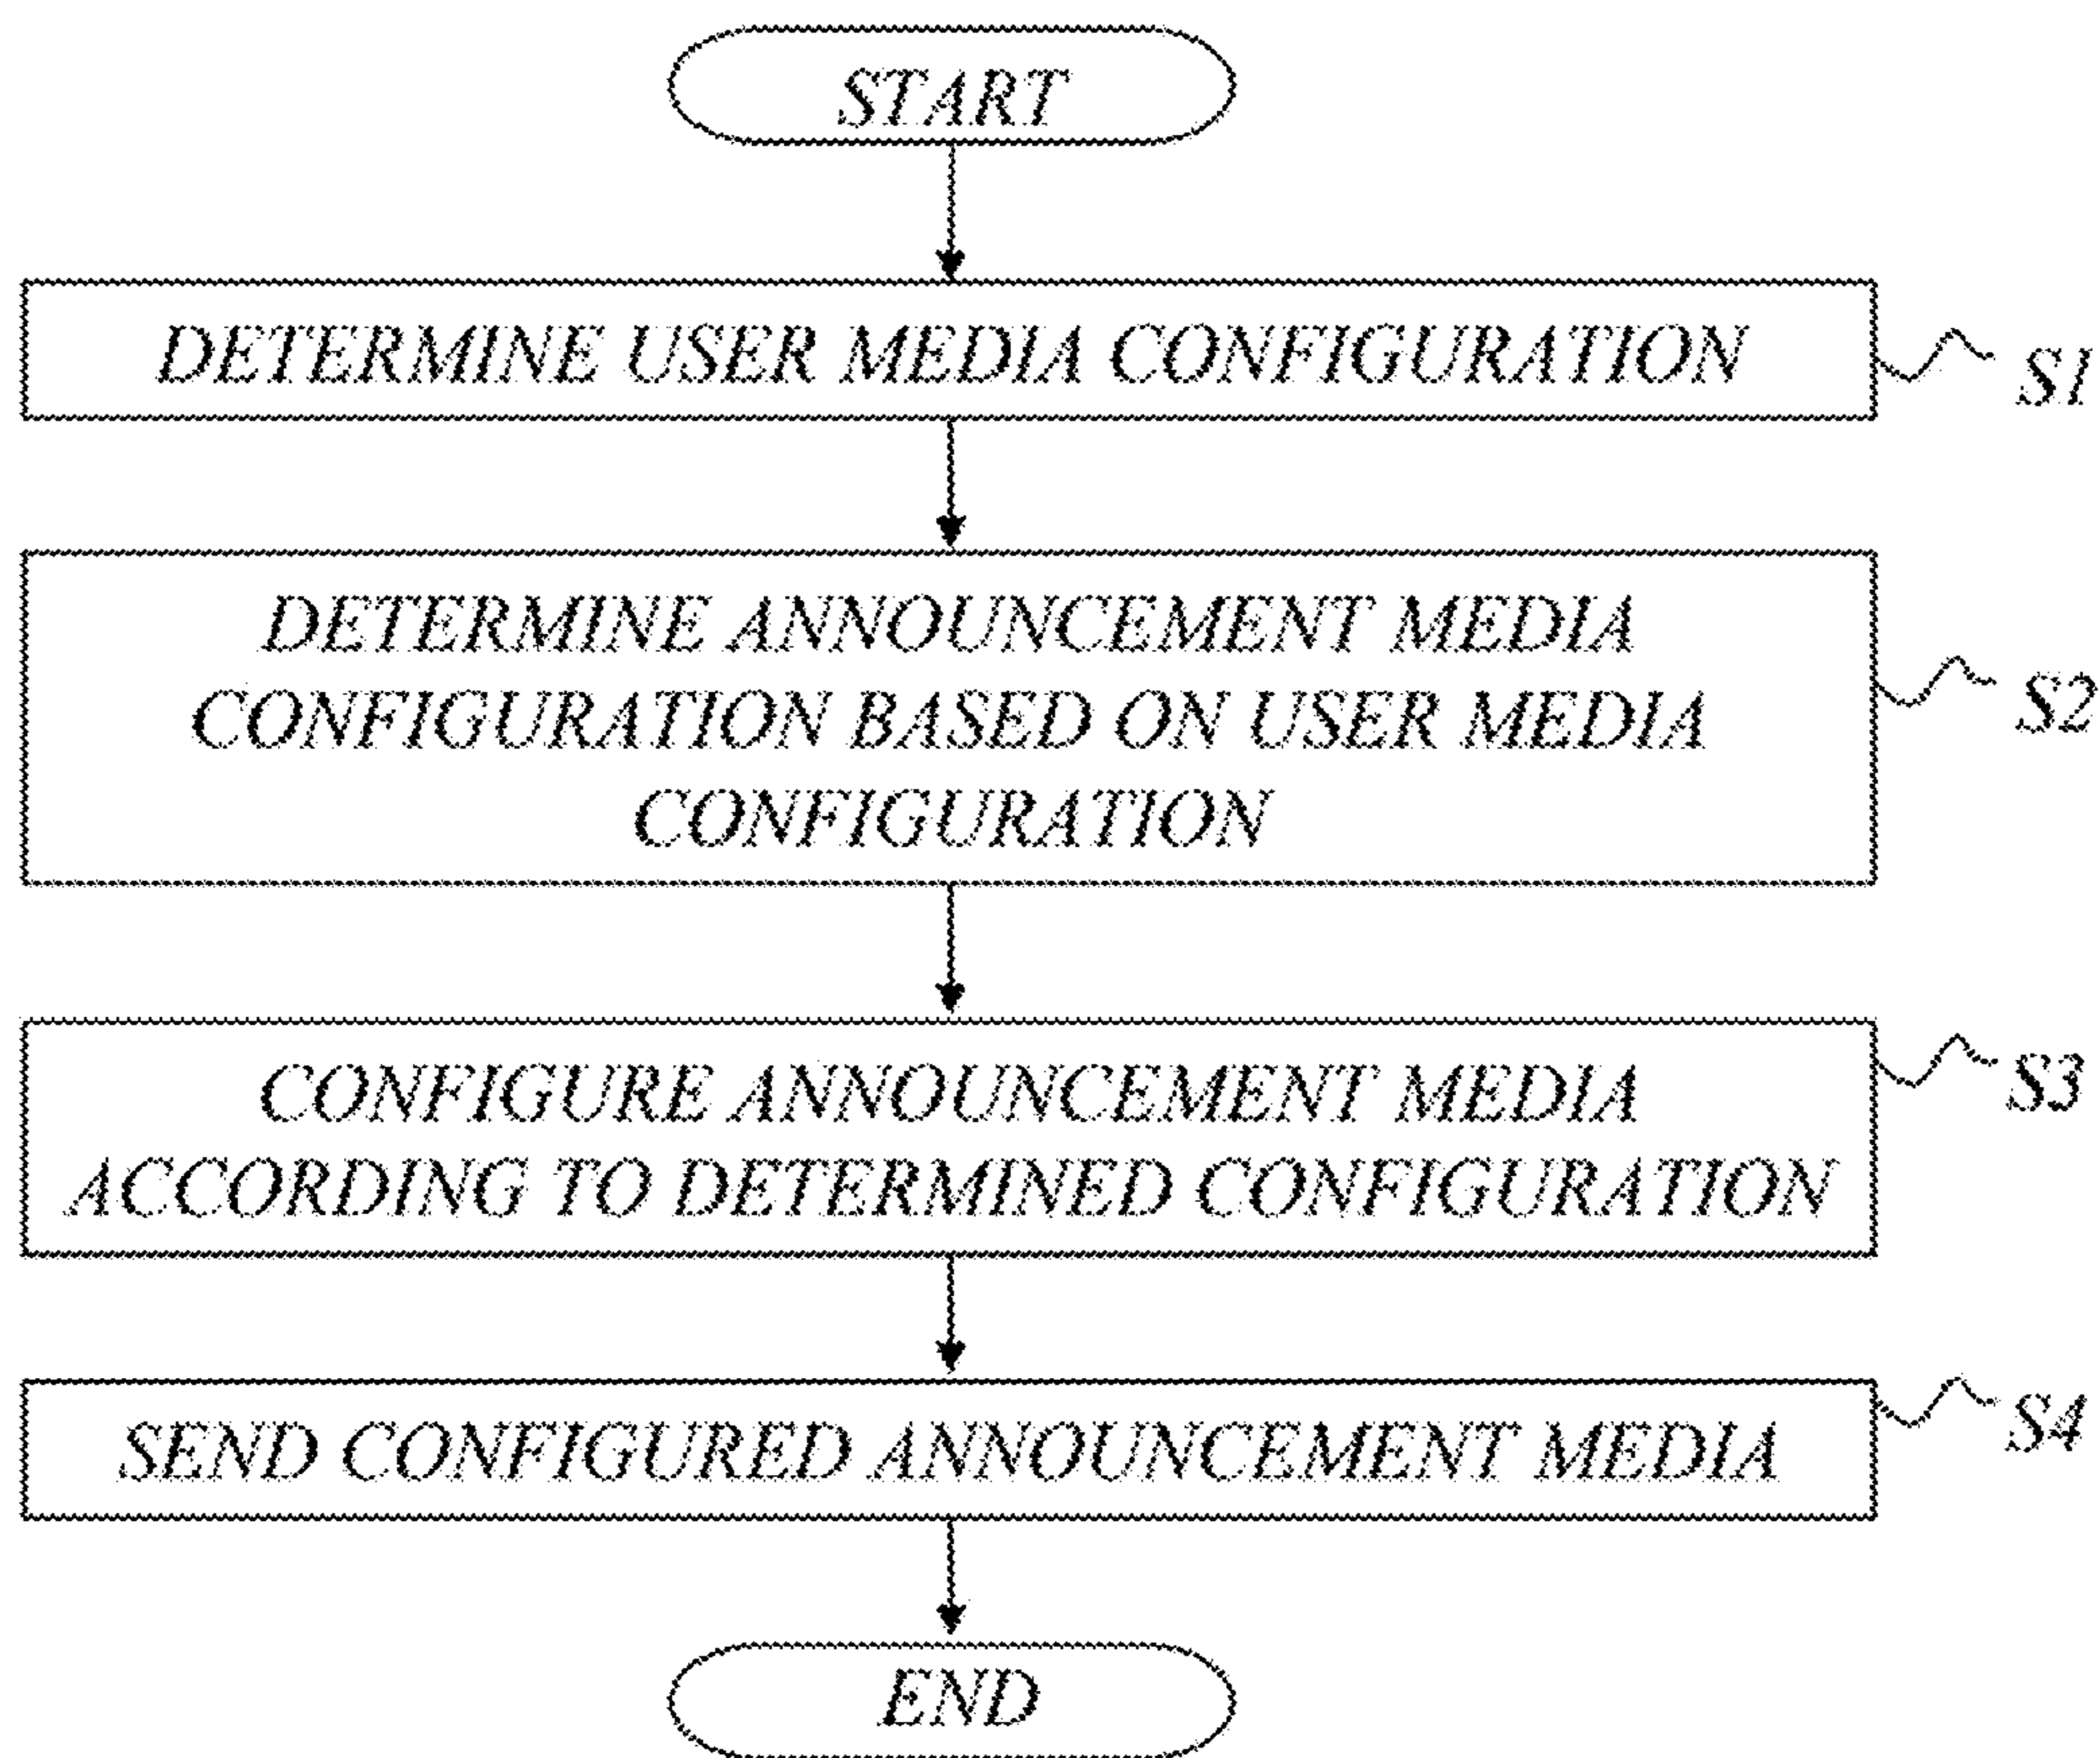 START
DETERMINE USER MEDIA CONFIGURATION
S1
DETERMINE ANNOUNCEMENT MEDIA
CONFIGURATION BASED ON USER MEDIA
CONFIGURATION
S2
CONFIGURE ANNOUNCEMENT MEDIA
ACCORDING TO DETERMINED CONFIGURATION
S3
SEND CONFIGURED ANNOUNCEMENT MEDIA
S4
END